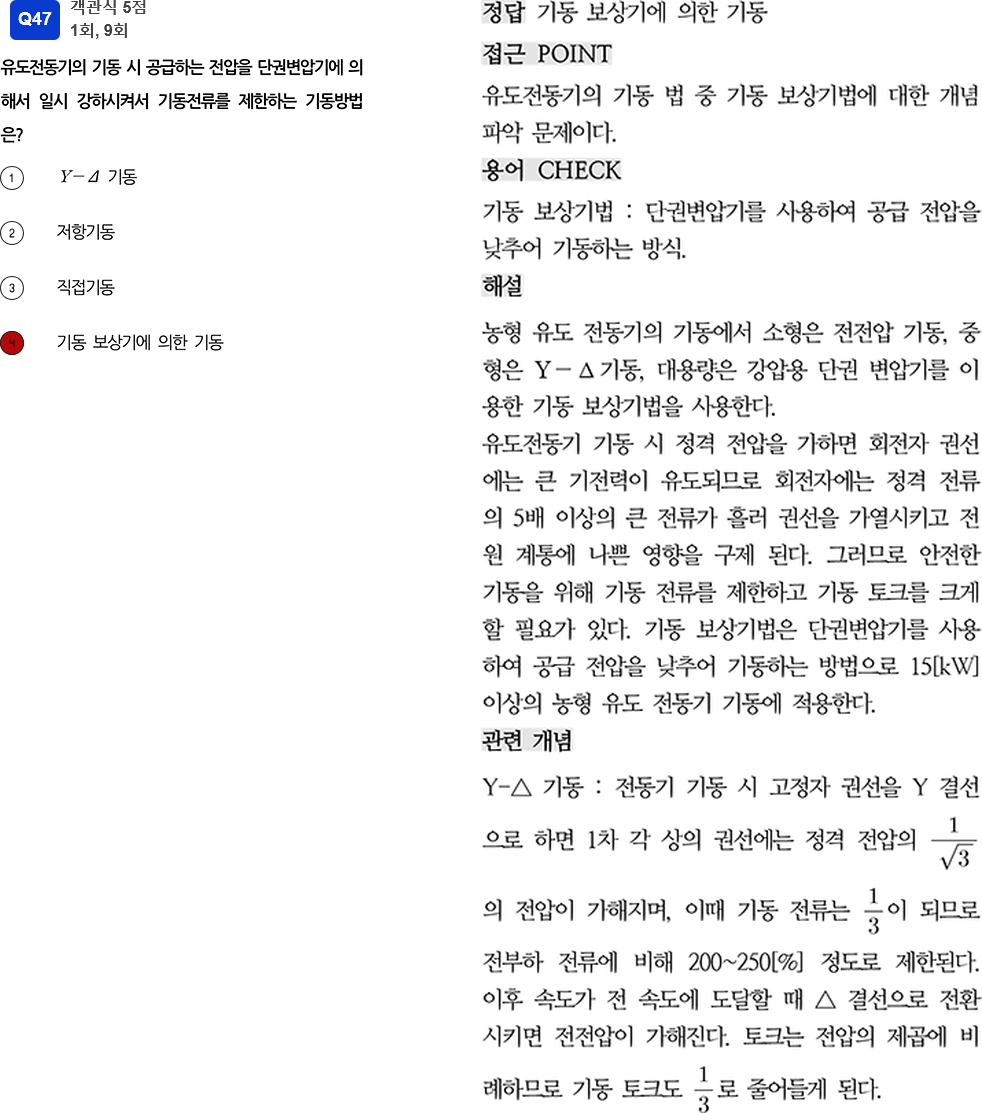 Q47
객관식 5점
1회, 9회
유도전동기의 기동 시 공급하는 전압을 단권변압기에 의
해서 일시 강하시켜서 기동전류를 제한하는 기동방법
은?
1 Y-Δ 기동
2 저항기동
3 직접기동
4 기동 보상기에 의한 기동
정답 기동 보상기에 의한 기동
접근 POINT
유도전동기의 기동 법 중 기동 보상기법에 대한 개념
파악 문제이다.
용어 CHECK
기동 보상기법 : 단권변압기를 사용하여 공급 전압을
낮추어 기동하는 방식.
해설
농형 유도 전동기의 기동에서 소형은 전전압 기동, 중
형은 Y-Δ기동, 대용량은 강압용 단권 변압기를 이
용한 기동 보상기법을 사용한다.
유도전동기 기동 시 정격 전압을 가하면 회전자 권선
에는 큰 기전력이 유도되므로 회전자에는 정격 전류
의 5배 이상의 큰 전류가 흘러 권선을 가열시키고 전
원 계통에 나쁜 영향을 구제 된다. 그러므로 안전한
기동을 위해 기동 전류를 제한하고 기동 토크를 크게
할 필요가 있다. 기동 보상기법은 단권변압기를 사용
하여 공급 전압을 낮추어 기동하는 방법으로 15[kW]
이상의 농형 유도 전동기 기동에 적용한다.
관련 개념
Y-△ 기동 : 전동기 기동 시 고정자 권선을 Y 결선
으로 하면 1차 각 상의 권선에는 정격 전압의 1/√3
의 전압이 가해지며, 이때 기동 전류는 1/3이 되므로
전부하 전류에 비해 200~250[%] 정도로 제한된다.
이후 속도가 전 속도에 도달할 때 △ 결선으로 전환
시키면 전전압이 가해진다. 토크는 전압의 제곱에 비
례하므로 기동 토크도 1/3로 줄어들게 된다.